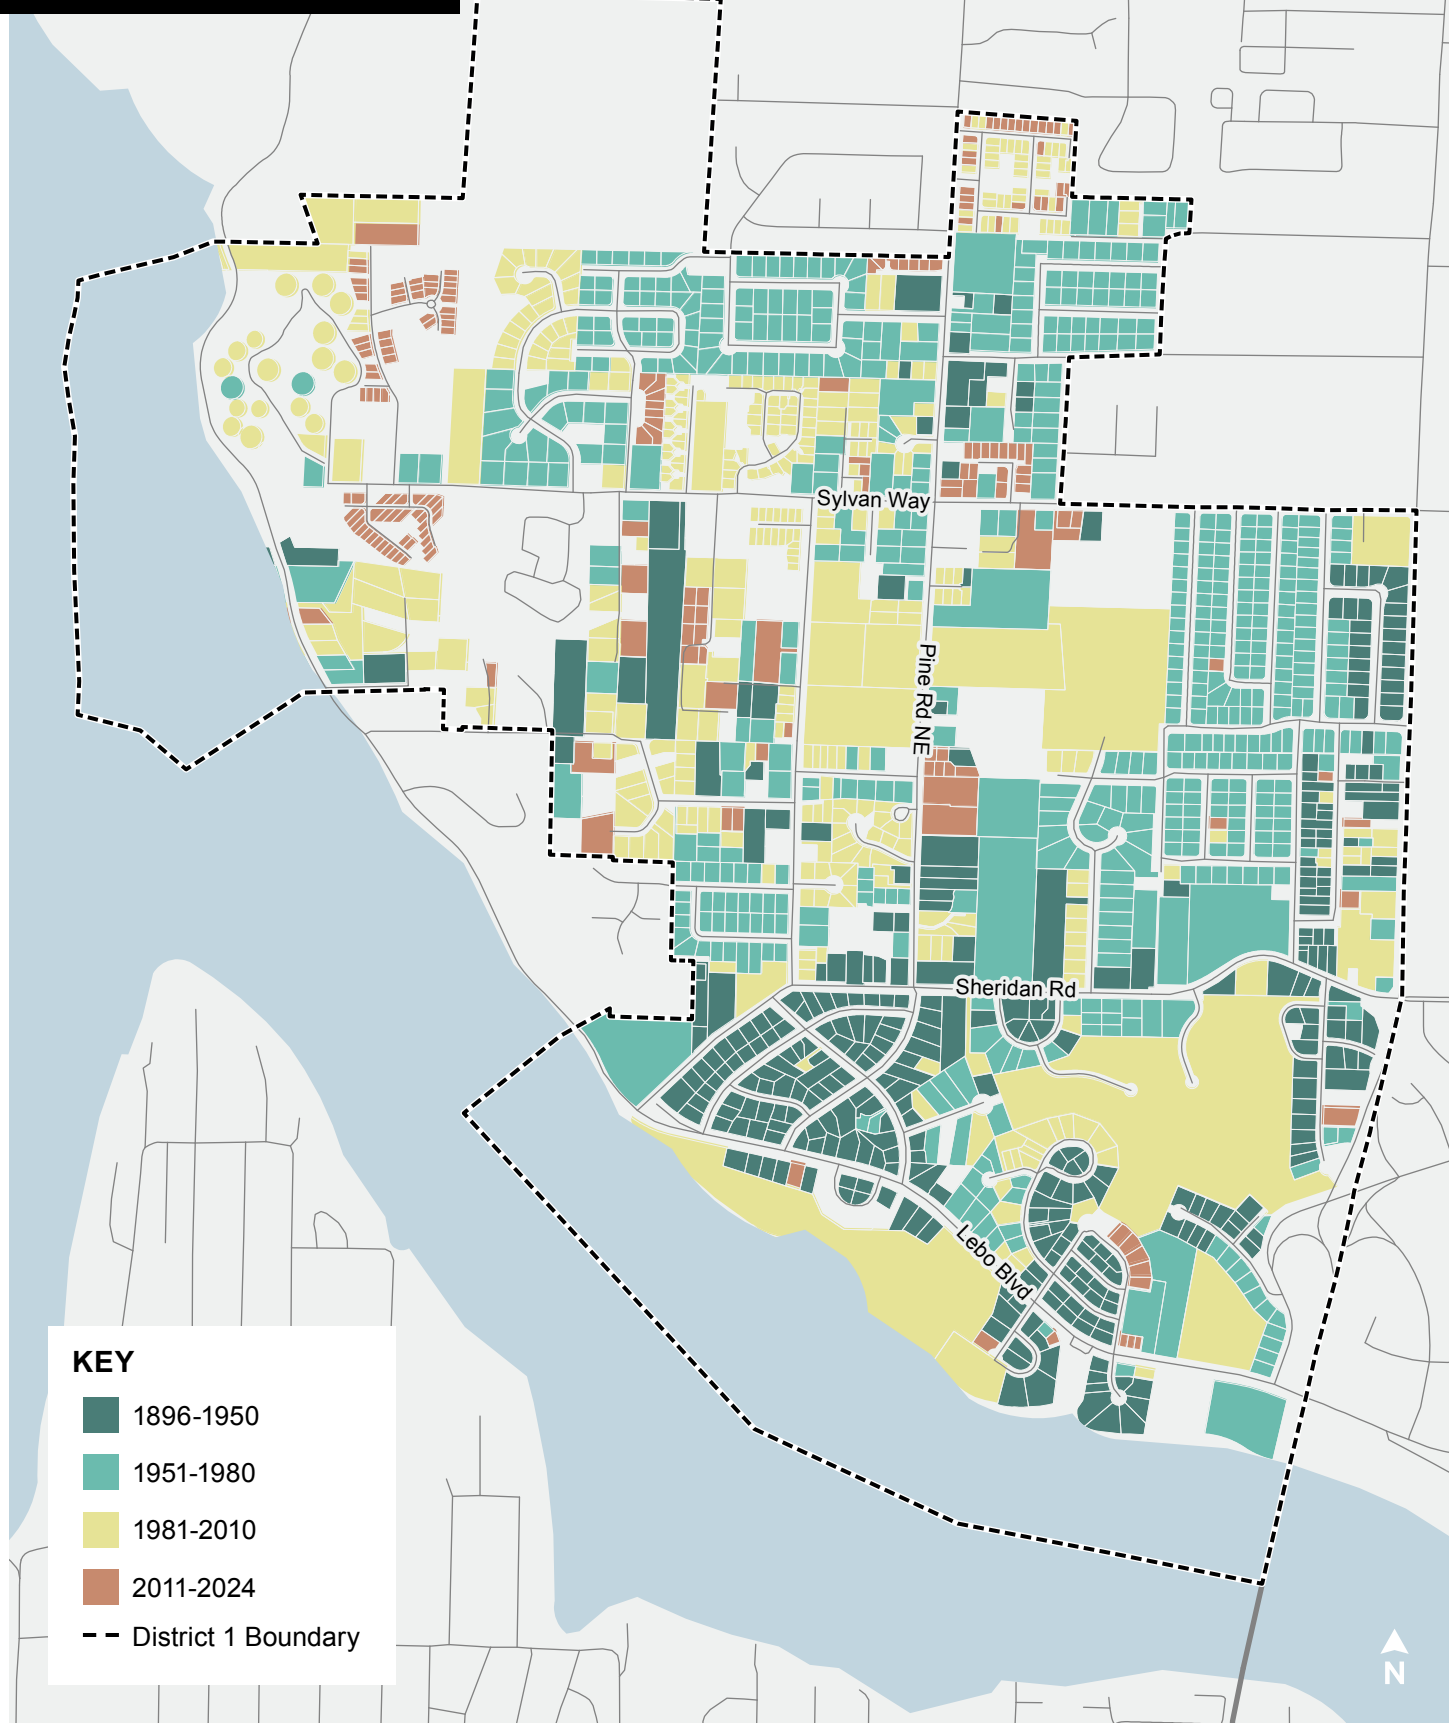 Sylvan Way
Pine Rd NE
Sheridan Rd
Lebo Blvd
KEY
1896-1950
1951-1980
1981-2010
2011-2024
District 1 Boundary
N